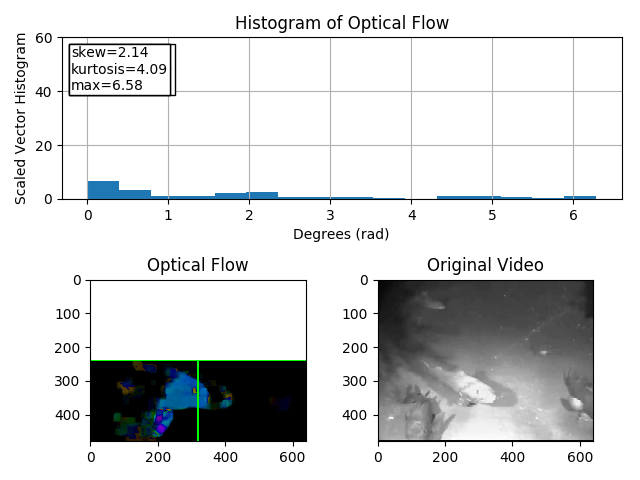 Histogram of Optical Flow
Scaled Vector Histogram
60
40
20
0
skew=2.14
kurtosis=4.09
max=6.58
0 1 2 3 4 5 6
Degrees (rad)
Optical Flow
0
100
200
300
400
0 200 400 600
Original Video
0
100
200
300
400
0 200 400 600